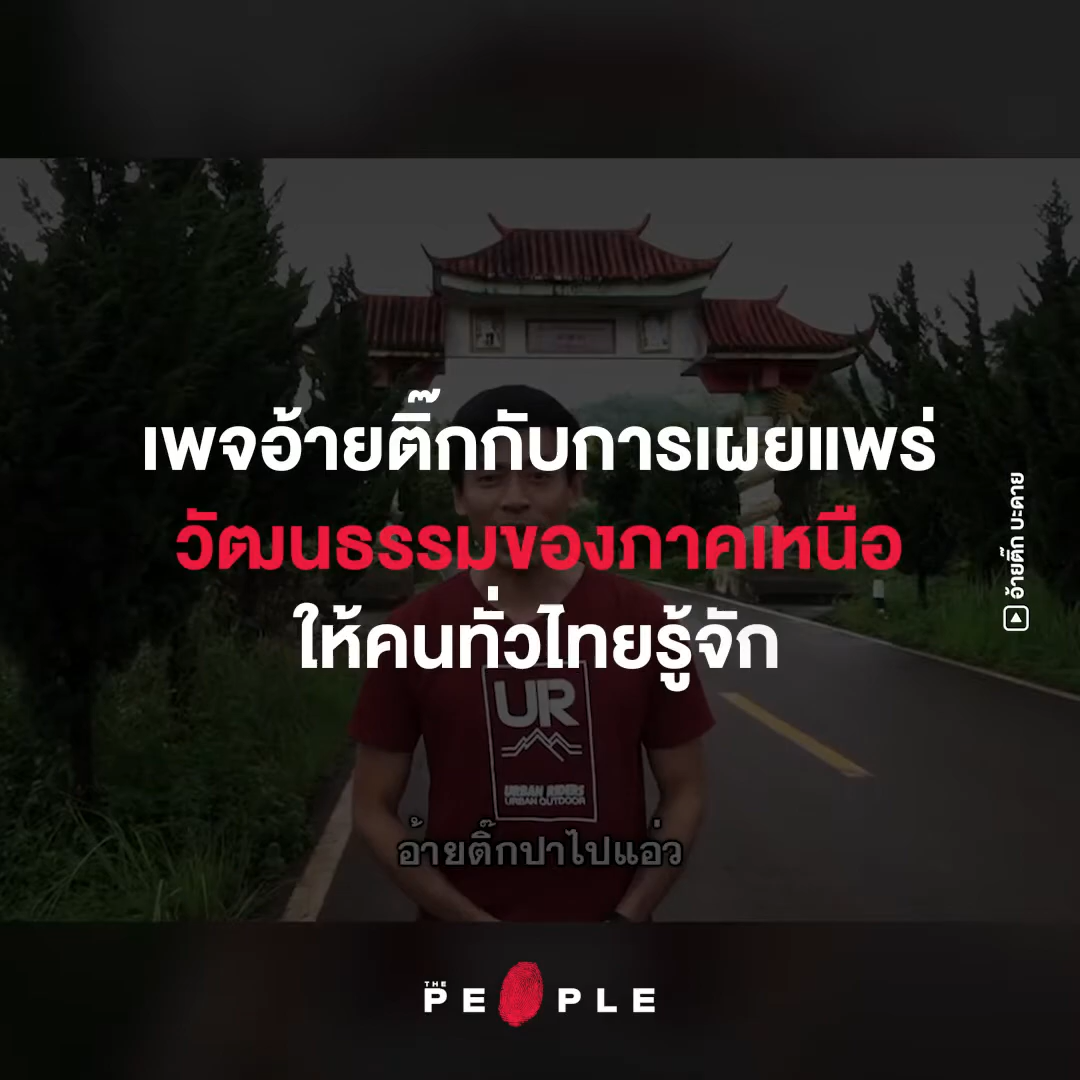 เพจอ้ายติ๊กกับการเผยแพร่
วัฒนธรรมของภาคเหนือ
ให้คนทั่วไทยรู้จัก
อ้ายติ๊ก บะดาย
UR
URBAN RIDERS
URBAN OUTDOOR
อ้ายติ๊กปาไปแอ่ว
THE
PEOPLE